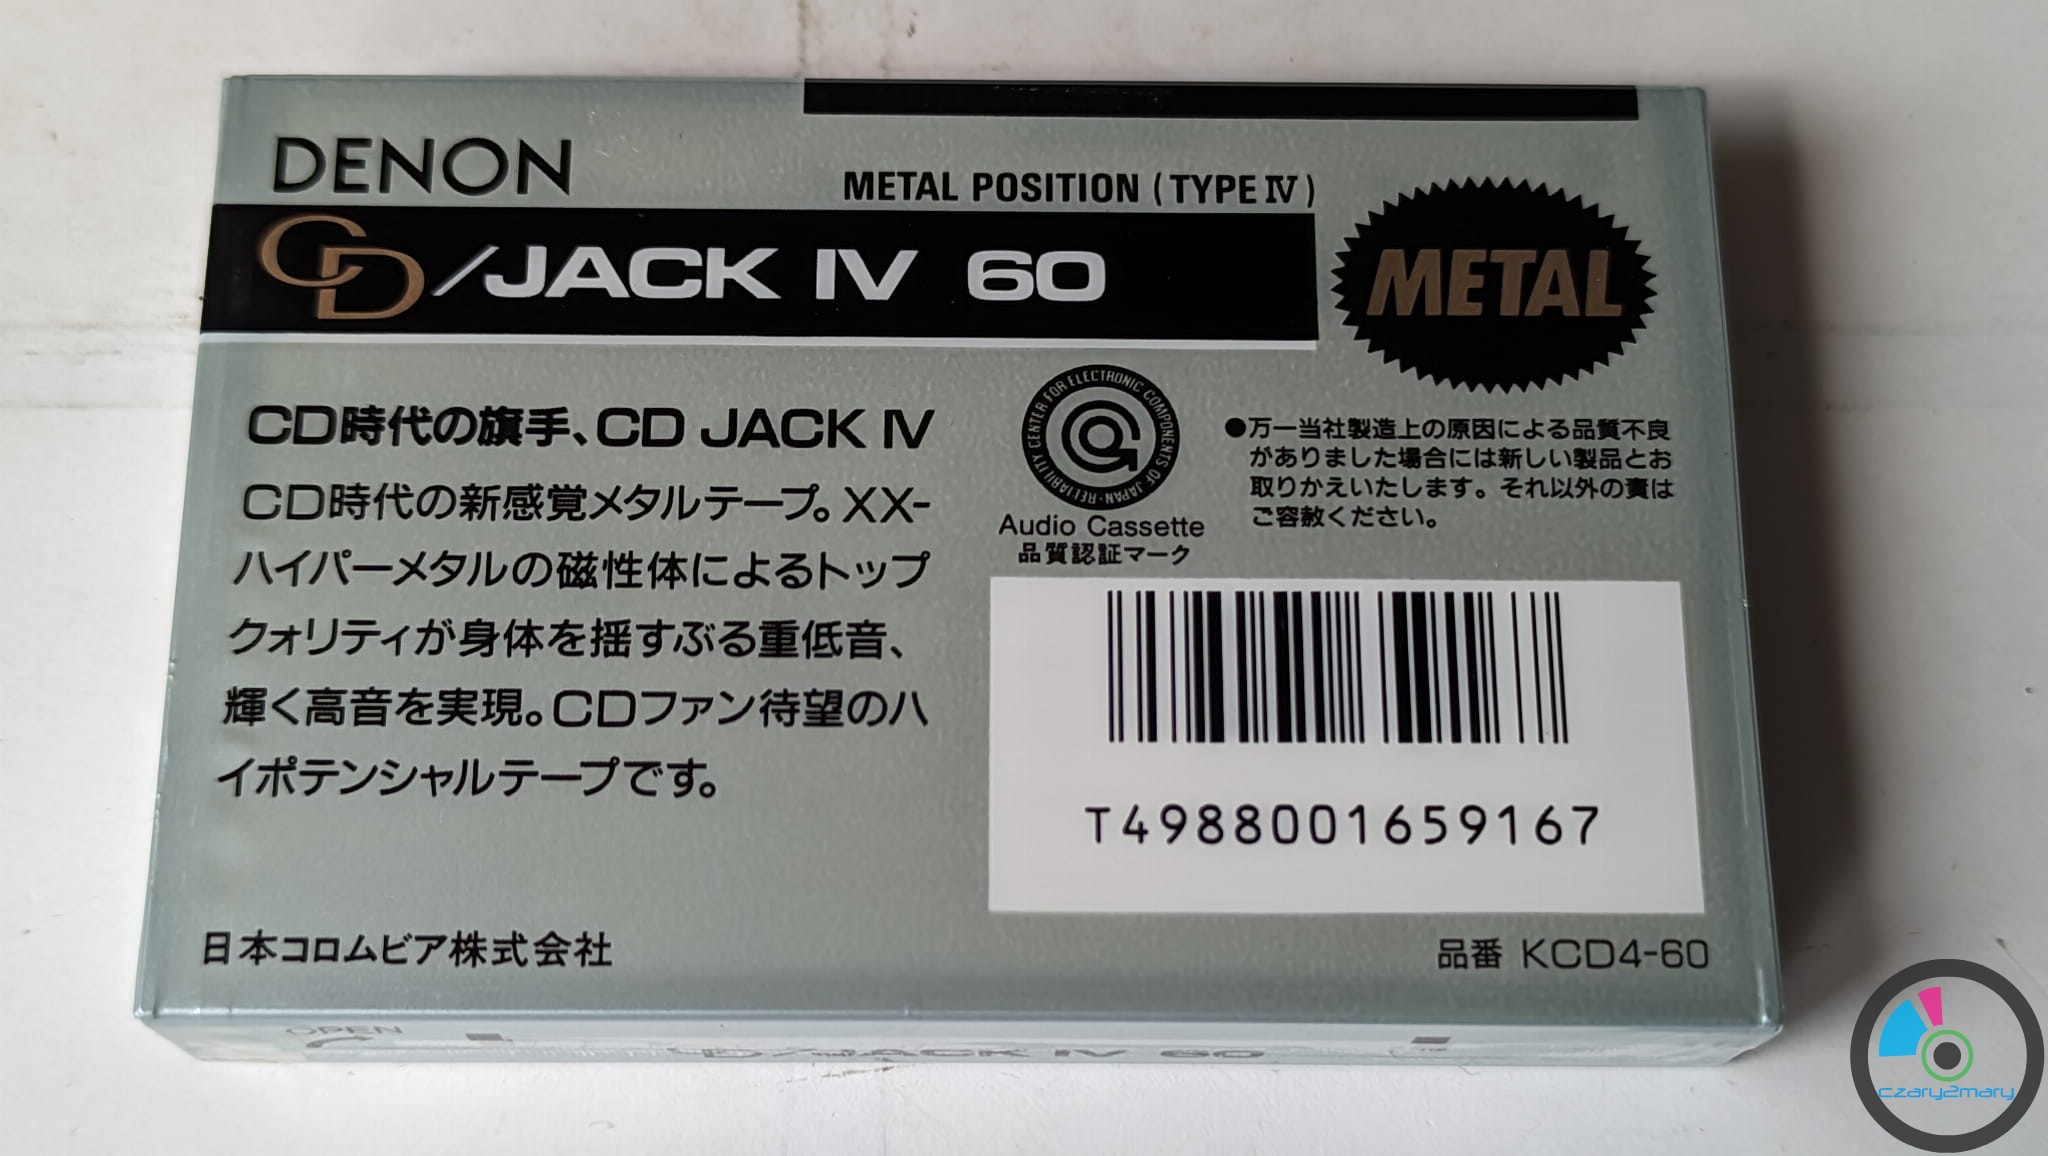 DENON
METAL POSITION (TYPE IV)
CD/JACK IV 60
METAL
CD時代の旗手、CD JACK IV
CD時代の新感覚メタルテープ。XX-
ハイパーメタルの磁性体によるトップ
クォリティが身体を揺すぶる重低音、
輝く高音を実現。CDファン待望のハ
イポテンシャルテープです。
RELIABILITY CENTER FOR ELECTRONIC COMPONENTS OF JAPAN
Audio Cassette
品質認証マーク
●万一当社製造上の原因による品質不良
がありました場合には新しい製品とお
取りかえいたします。それ以外の責は
ご容赦ください。
T4988001659167
日本コロムビア株式会社
品番 KCD4-60
OPEN
CD/JACK IV 60
czary2mary